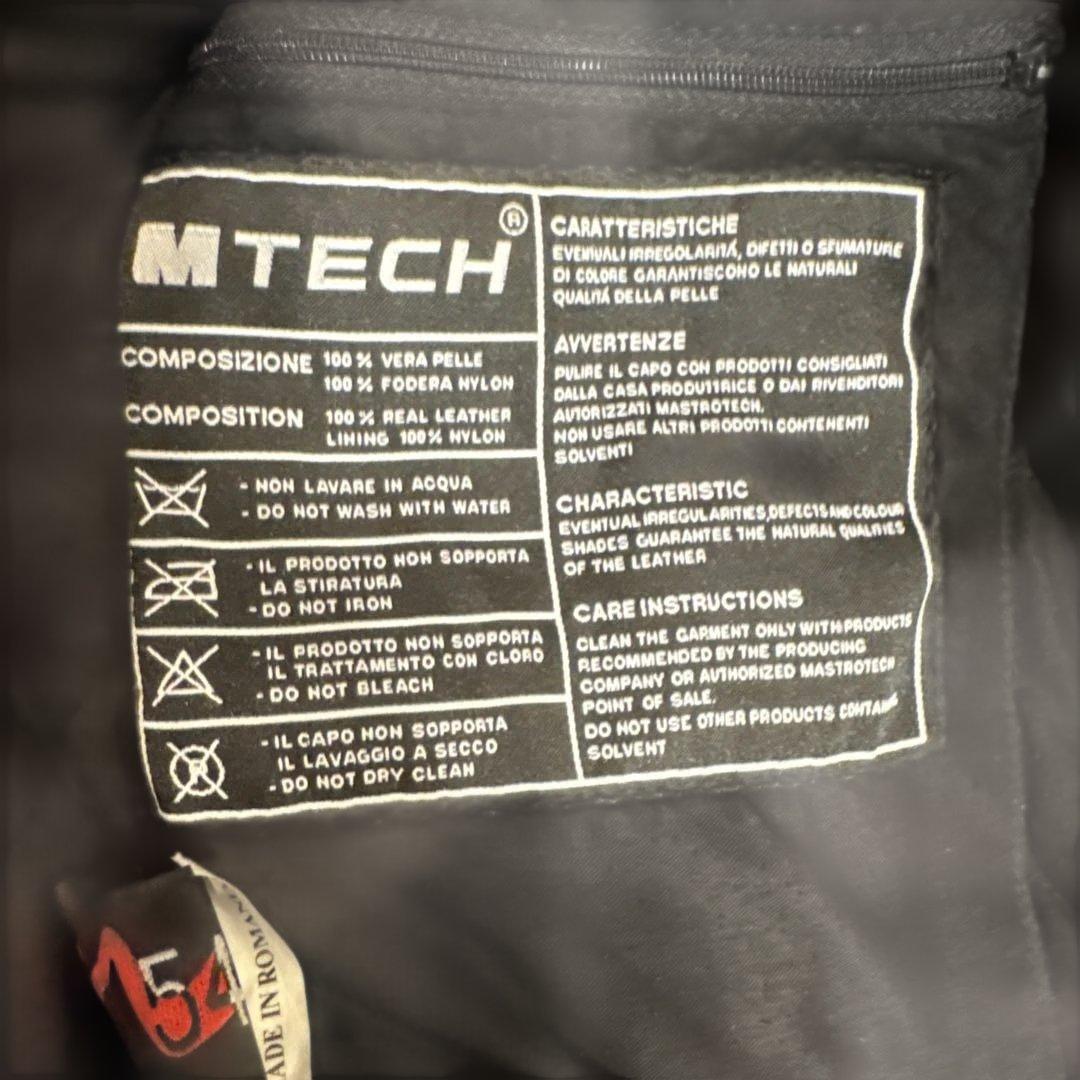 MTECH®
COMPOSIZIONE 100 % VERA PELLE
100 % FODERA NYLON
COMPOSITION 100 % REAL LEATHER
LINING 100 % NYLON
- NON LAVARE IN ACQUA
- DO NOT WASH WITH WATER
- IL PRODOTTO NON SOPPORTA
LA STIRATURA
- DO NOT IRON
- IL PRODOTTO NON SOPPORTA
IL TRATTAMENTO CON CLORO
- DO NOT BLEACH
- IL CAPO NON SOPPORTA
IL LAVAGGIO A SECCO
- DO NOT DRY CLEAN
CARATTERISTICHE
EVENTUALI IRREGOLARITÁ, DIFETTI O SFUMATURE
DI COLORE GARANTISCONO LE NATURALI
QUALITÁ DELLA PELLE
AVVERTENZE
PULIRE IL CAPO CON PRODOTTI CONSIGLIATI
DALLA CASA PRODUTTRICE O DAI RIVENDITORI
AUTORIZZATI MASTROTECH.
NON USARE ALTRI PRODOTTI CONTENENTI
SOLVENTI
CHARACTERISTIC
EVENTUAL IRREGULARITIES, DEFECTS AND COLOUR
SHADES GUARANTEE THE NATURAL QUALITIES
OF THE LEATHER
CARE INSTRUCTIONS
CLEAN THE GARMENT ONLY WITH PRODUCTS
RECOMMENDED BY THE PRODUCING
COMPANY OR AUTHORIZED MASTROTECH
POINT OF SALE.
DO NOT USE OTHER PRODUCTS CONTAING
SOLVENT
54
ADE IN ROMANI